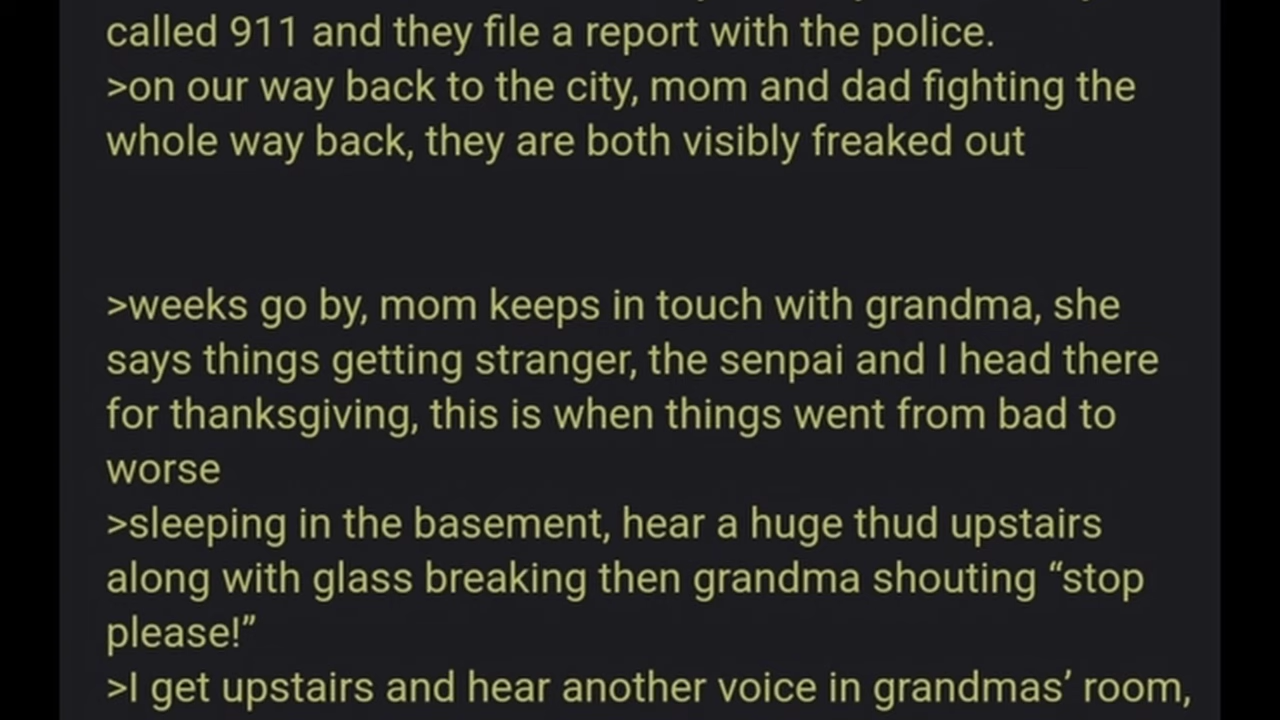 called 911 and they file a report with the police.
>on our way back to the city, mom and dad fighting the
whole way back, they are both visibly freaked out
>weeks go by, mom keeps in touch with grandma, she
says things getting stranger, the senpai and I head there
for thanksgiving, this is when things went from bad to
worse
>sleeping in the basement, hear a huge thud upstairs
along with glass breaking then grandma shouting “stop
please!”
>I get upstairs and hear another voice in grandmas’ room,